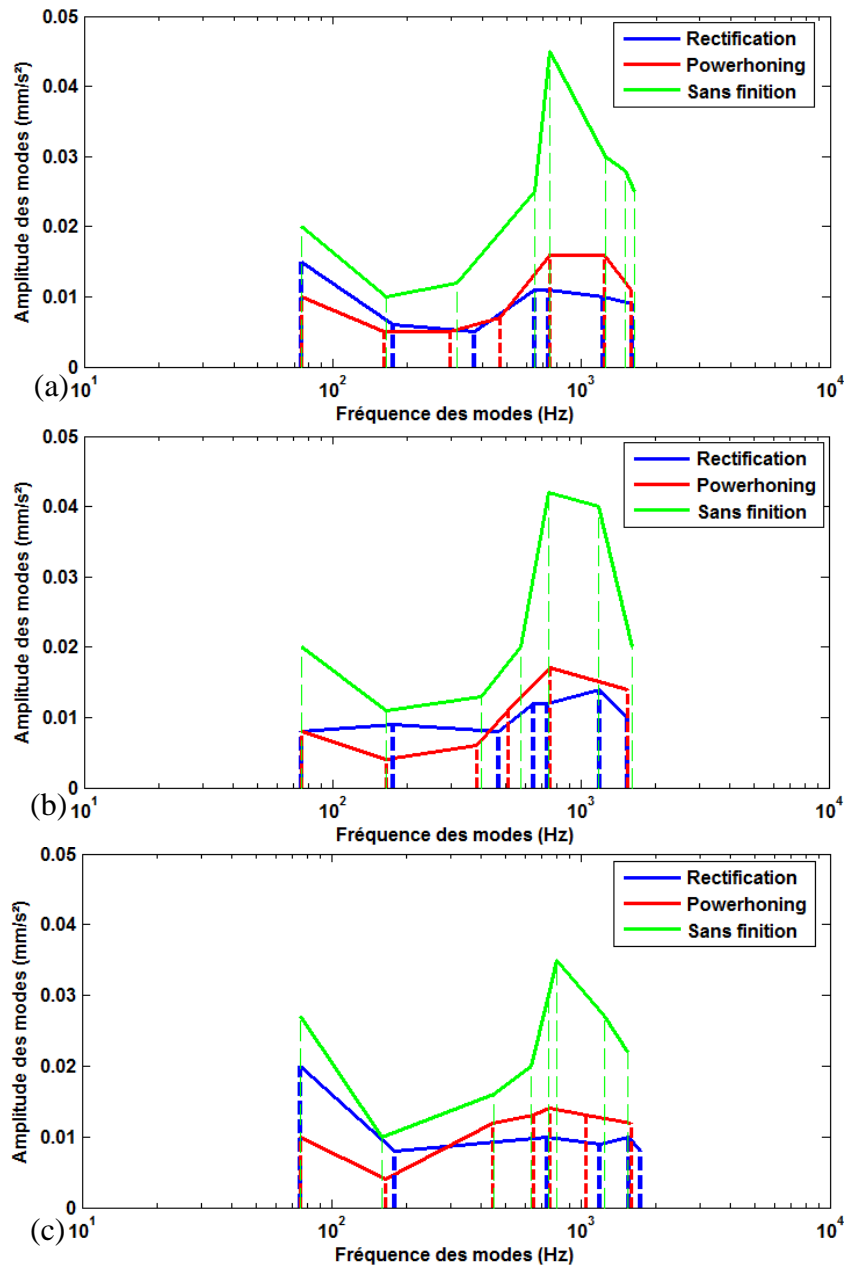 0.05
0.04
0.03
0.02
0.01
0
Amplitude des modes (mm/s²)
Rectification
Powerhoning
Sans finition
10¹
10²
10³
10⁴
Fréquence des modes (Hz)
(a)
0.05
0.04
0.03
0.02
0.01
0
Amplitude des modes (mm/s²)
Rectification
Powerhoning
Sans finition
10¹
10²
10³
10⁴
Fréquence des modes (Hz)
(b)
0.05
0.04
0.03
0.02
0.01
0
Amplitude des modes (mm/s²)
Rectification
Powerhoning
Sans finition
10¹
10²
10³
10⁴
Fréquence des modes (Hz)
(c)